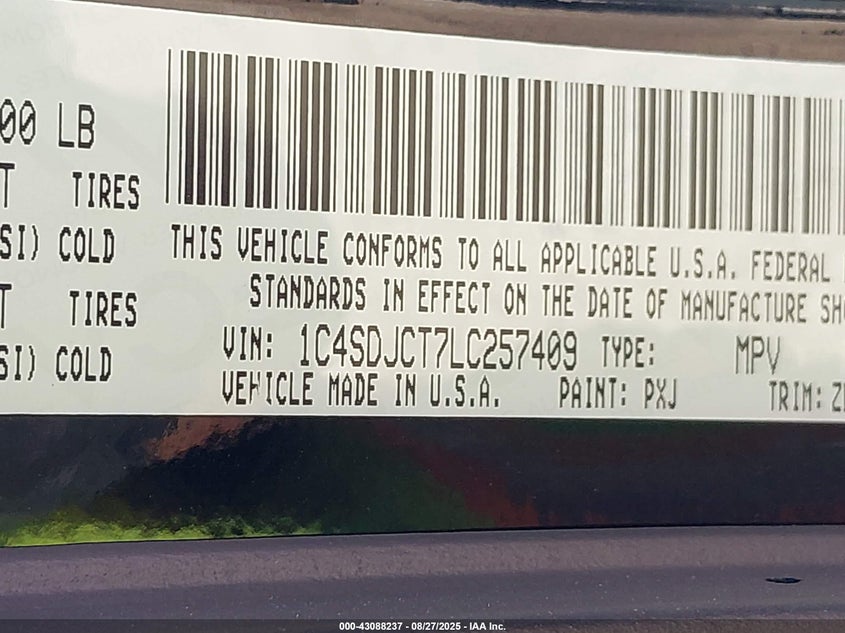 00 LB
T TIRES
SI) COLD
T TIRES
SI) COLD
THIS VEHICLE CONFORMS TO ALL APPLICABLE U.S.A. FEDERAL
STANDARDS IN EFFECT ON THE DATE OF MANUFACTURE SH
VIN: 1C4SDJCT7LC257409 TYPE: MPV
VEHICLE MADE IN U.S.A. PAINT: PXJ TRIM:
000-43088237 - 08/27/2025 - IAA Inc.